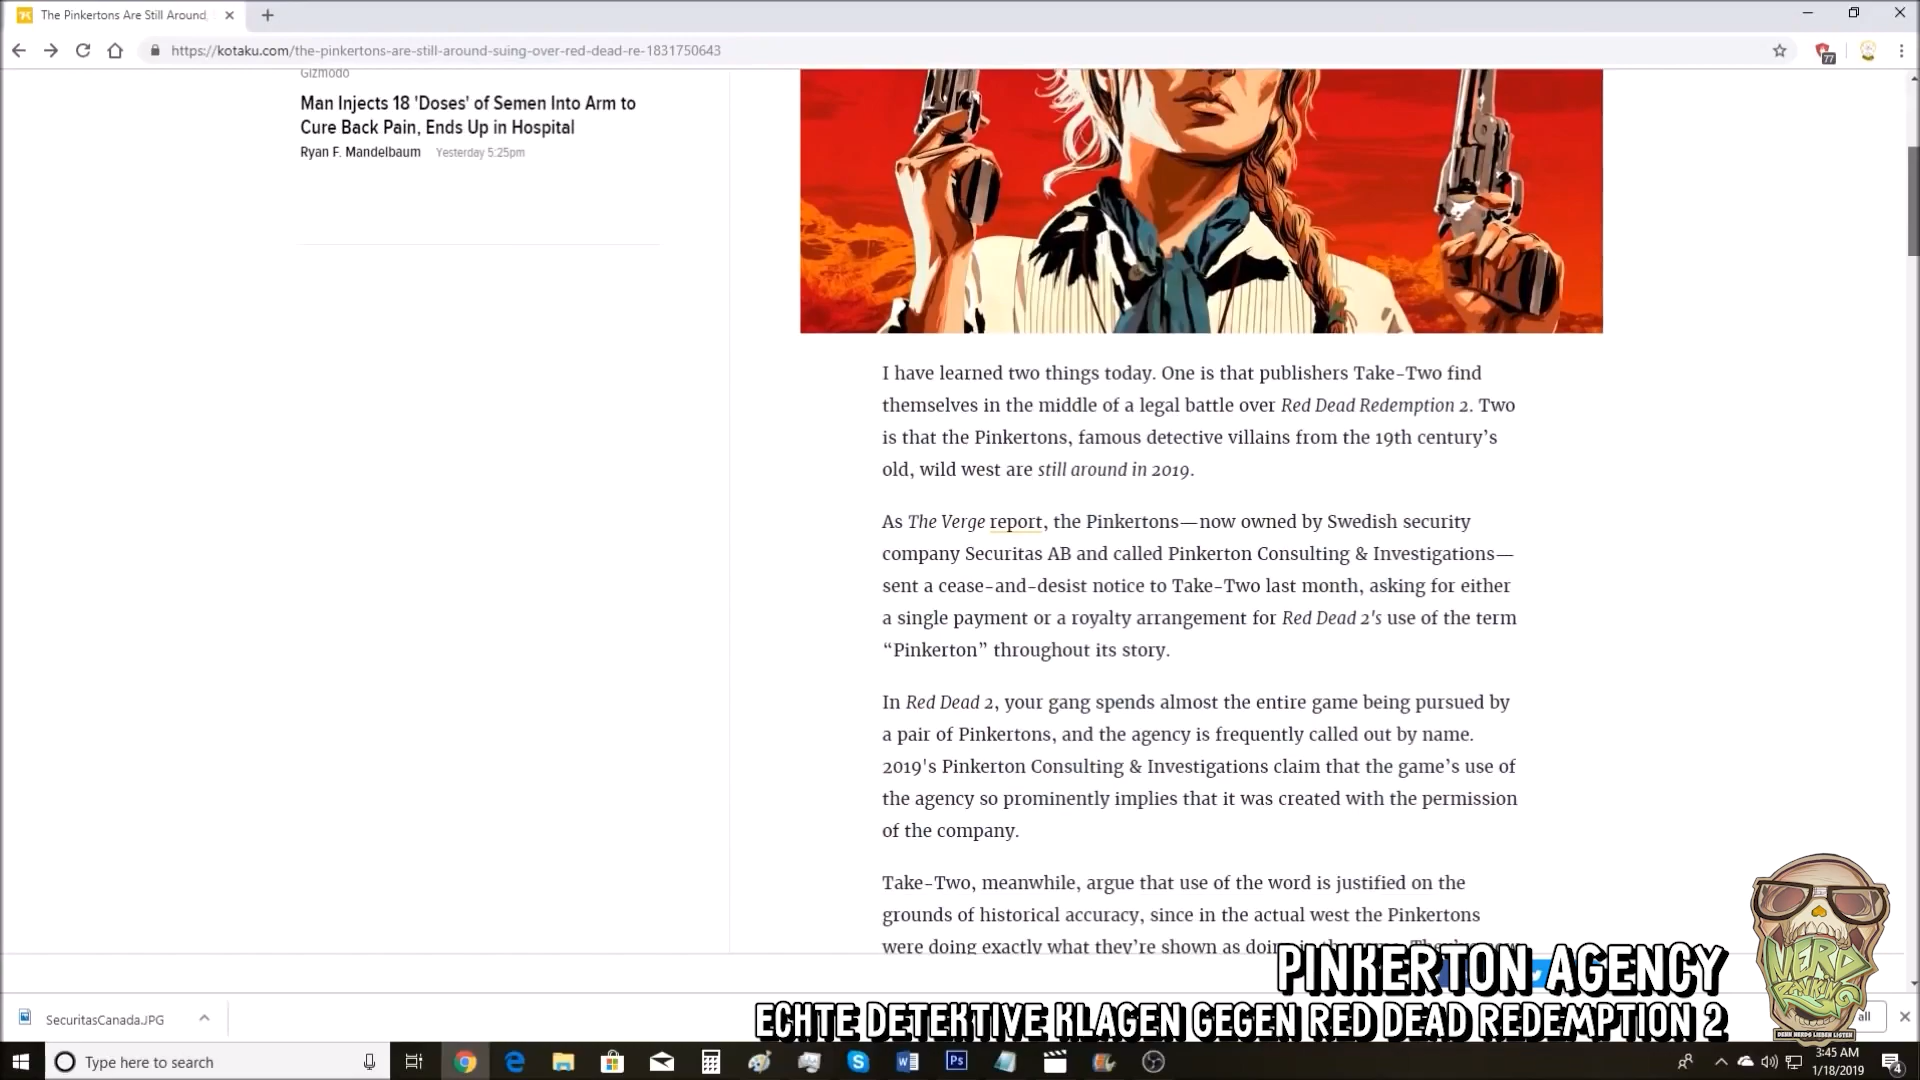 The Pinkertons Are Still Around,
https://kotaku.com/the-pinkertons-are-still-around-suing-over-red-dead-re-1831750643
77
Gizmodo
Man Injects 18 'Doses' of Semen Into Arm to
Cure Back Pain, Ends Up in Hospital
Ryan F. Mandelbaum Yesterday 5:25pm
I have learned two things today. One is that publishers Take-Two find
themselves in the middle of a legal battle over Red Dead Redemption 2. Two
is that the Pinkertons, famous detective villains from the 19th century's
old, wild west are still around in 2019.
As The Verge report, the Pinkertons—now owned by Swedish security
company Securitas AB and called Pinkerton Consulting & Investigations—
sent a cease-and-desist notice to Take-Two last month, asking for either
a single payment or a royalty arrangement for Red Dead 2's use of the term
“Pinkerton” throughout its story.
In Red Dead 2, your gang spends almost the entire game being pursued by
a pair of Pinkertons, and the agency is frequently called out by name.
2019's Pinkerton Consulting & Investigations claim that the game’s use of
the agency so prominently implies that it was created with the permission
of the company.
Take-Two, meanwhile, argue that use of the word is justified on the
grounds of historical accuracy, since in the actual west the Pinkertons
were doing exactly what they’re shown as
PINKERTON AGENCY
ECHTE DETEKTIVE KLAGEN GEGEN RED DEAD REDEMPTION 2
NERD
RANKING
DENN NERDS LIEBEN LISTEN
SecuritasCanada.JPG
all
Type here to search
3:45 AM
1/18/2019
4